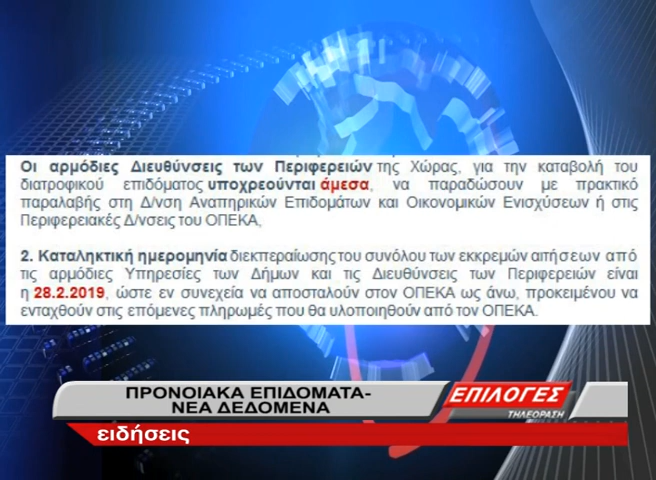 Οι αρμόδιες Διευθύνσεις των Περιφερειών της Χώρας, για την καταβολή του
διατροφικού επιδόματος υποχρεούνται άμεσα, να παραδώσουν με πρακτικό
παραλαβής στη Δ/νση Αναπηρικών Επιδομάτων και Οικονομικών Ενισχύσεων ή στις
Περιφερειακές Δ/νσεις του ΟΠΕΚΑ,
2. Καταληκτική ημερομηνία διεκπεραίωσης του συνόλου των εκκρεμών αιτήσεων από
τις αρμόδιες Υπηρεσίες των Δήμων και τις Διευθύνσεις των Περιφερειών είναι
η 28.2.2019, ώστε εν συνεχεία να αποσταλούν στον ΟΠΕΚΑ ως άνω, προκειμένου να
ενταχθούν στις επόμενες πληρωμές που θα υλοποιηθούν από τον ΟΠΕΚΑ.
ΠΡΟΝΟΙΑΚΑ ΕΠΙΔΟΜΑΤΑ-
ΝΕΑ ΔΕΔΟΜΕΝΑ
ΕΠΙΛΟΓΕΣ
ΤΗΛΕΟΡΑΣΗ
ειδήσεις